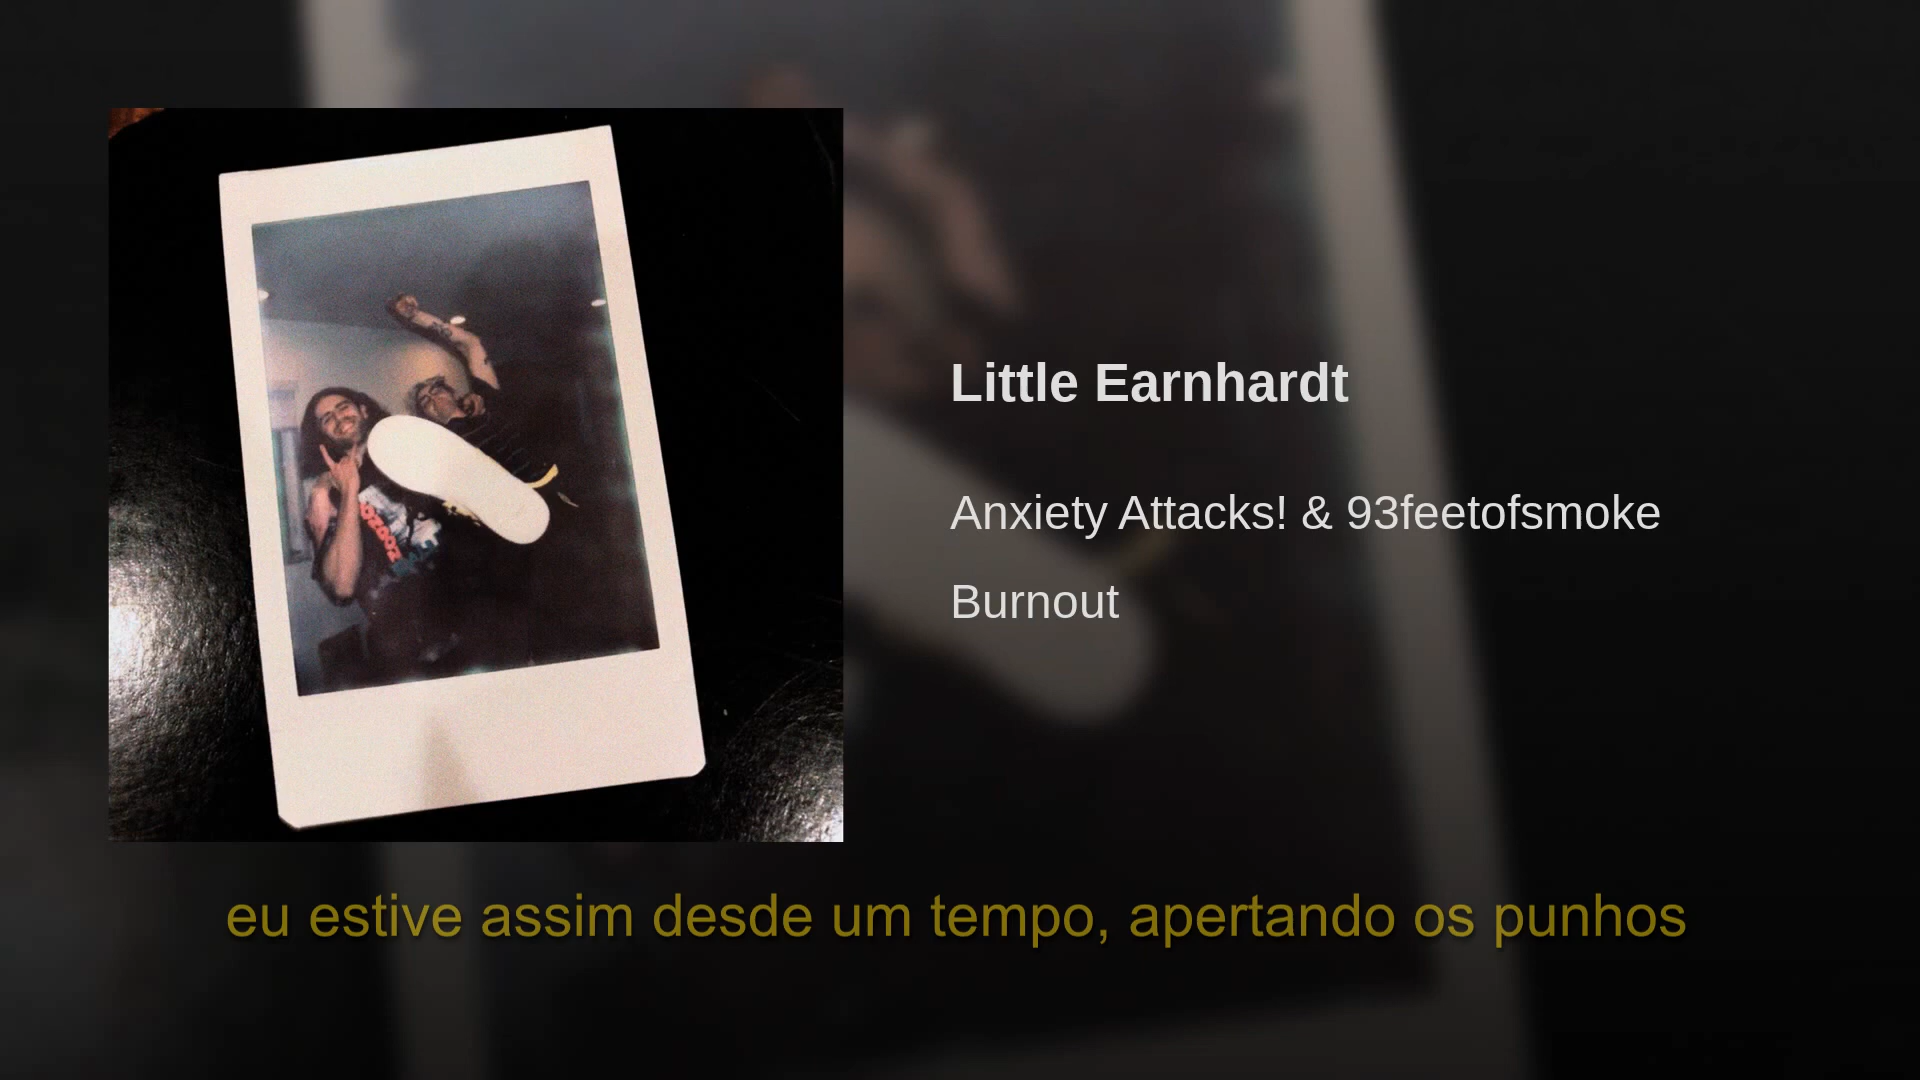 Little Earnhardt
Anxiety Attacks! & 93feetofsmoke
Burnout
eu estive assim desde um tempo, apertando os punhos